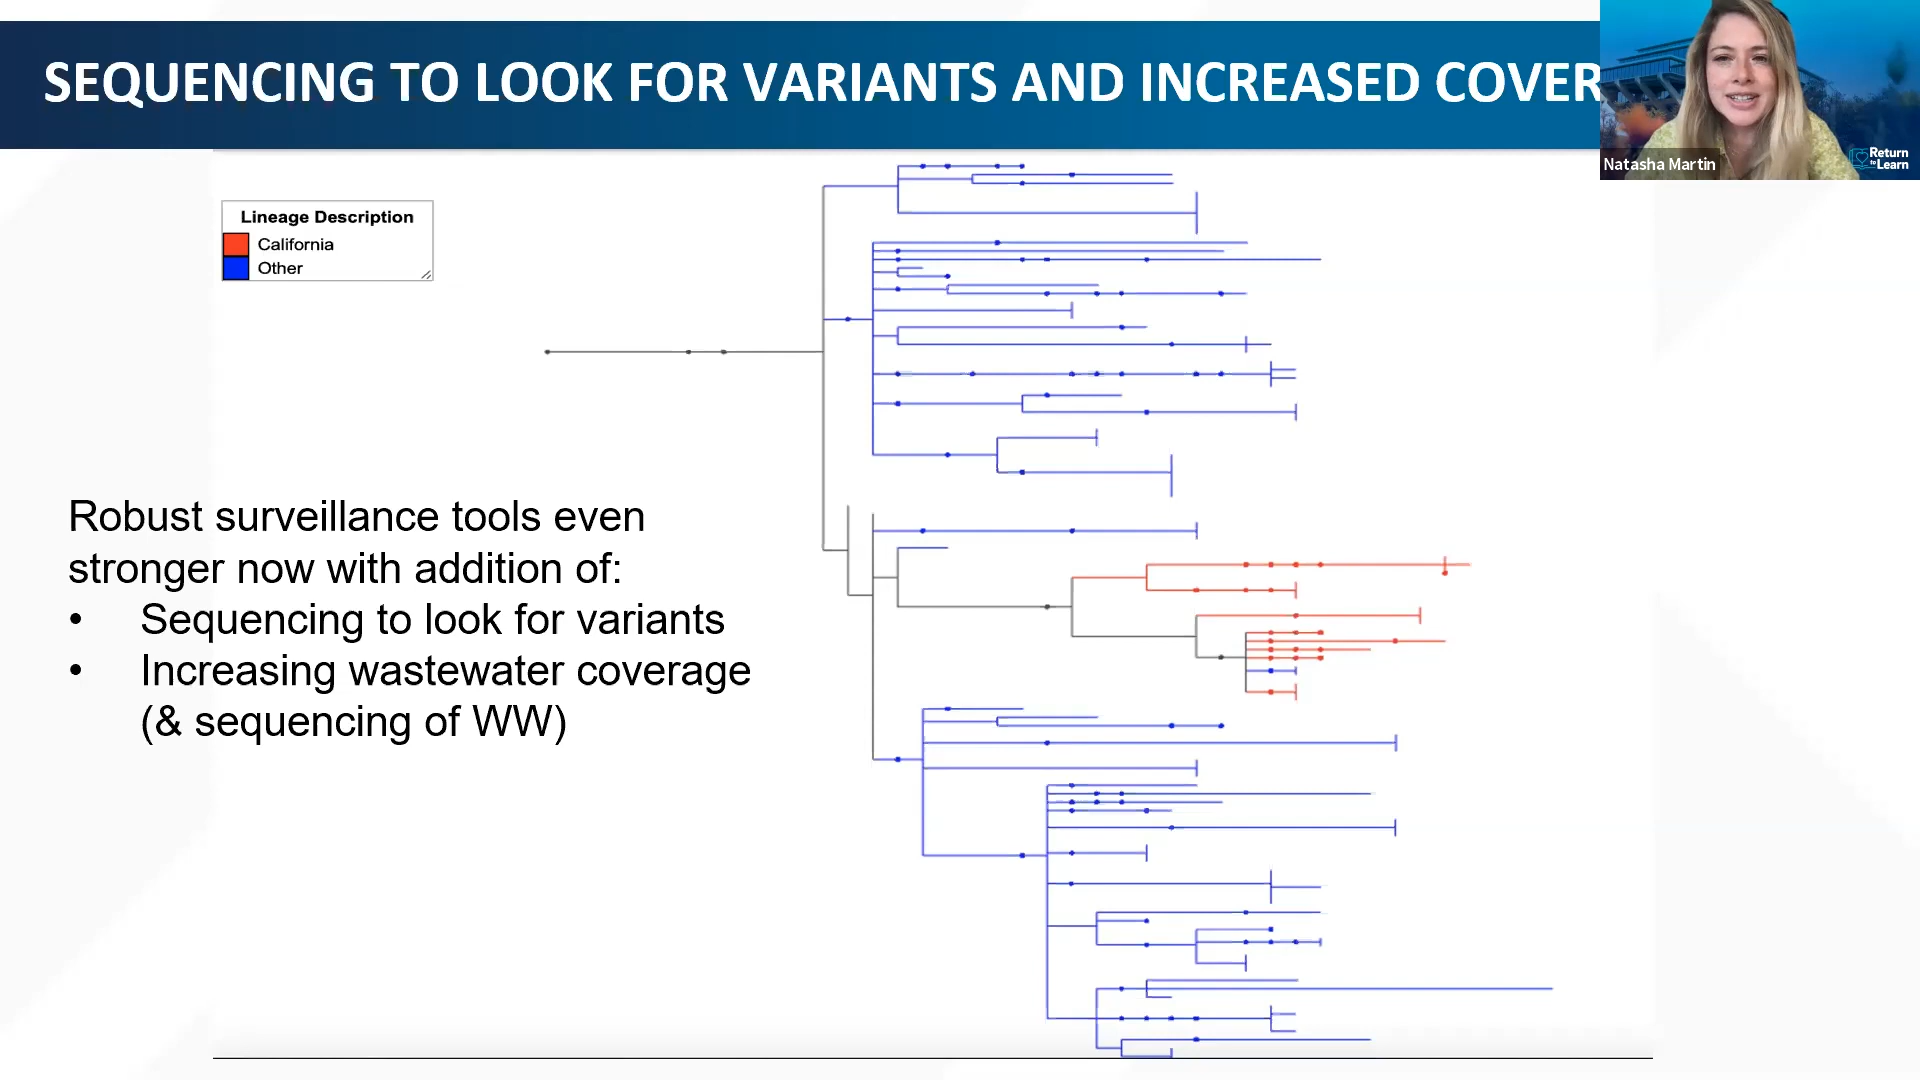 SEQUENCING TO LOOK FOR VARIANTS AND INCREASED COVER
Natasha Martin
Return
to Learn
Lineage Description
California
Other
Robust surveillance tools even
stronger now with addition of:
• Sequencing to look for variants
• Increasing wastewater coverage
(& sequencing of WW)